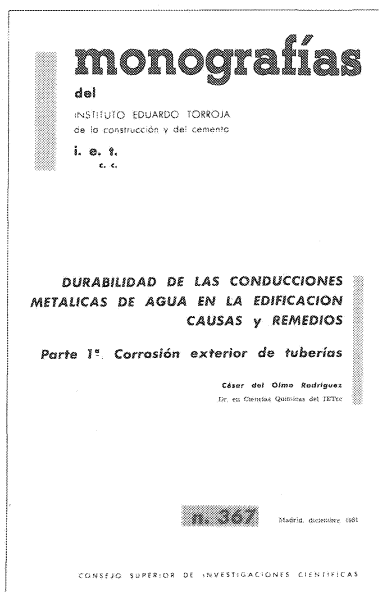 monografías
del
INSTITUTO EDUARDO TORROJA
de la construcción y del cemento
i. e. t.
c. c.
DURABILIDAD DE LAS CONDUCCIONES
METALICAS DE AGUA EN LA EDIFICACION
CAUSAS y REMEDIOS
Parte 1ª. Corrosión exterior de tuberías
César del Olmo Rodríguez
Dr. en Ciencias Químicas del IETcc
n. 367
Madrid, diciembre 1981
CONSEJO SUPERIOR DE INVESTIGACIONES CIENTIFICAS